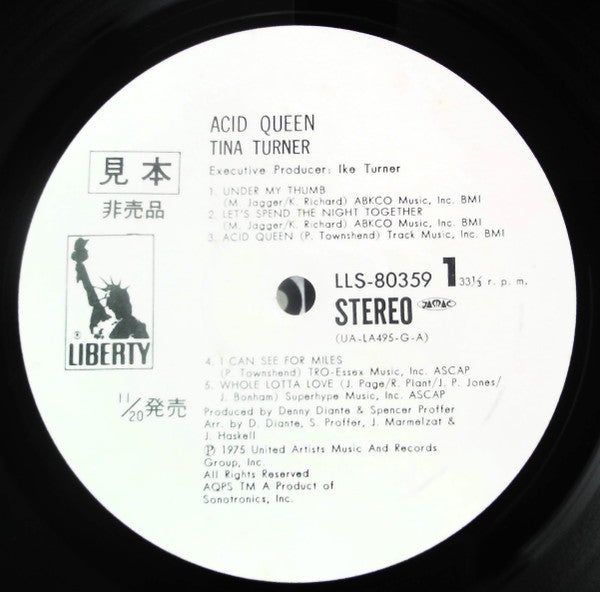 ACID QUEEN
TINA TURNER
Executive Producer: Ike Turner
見本
非売品
1. UNDER MY THUMB
(M. Jagger/K. Richard) ABKCO Music, Inc. BMI
2. LET'S SPEND THE NIGHT TOGETHER
(M. Jagger/K. Richard) ABKCO Music, Inc. BMI
3. ACID QUEEN (P. Townshend) Track Music, Inc. BMI
LLS-80359 1 33⅓ r. p. m.
STEREO JASRAC
(UA-LA495-G-A)
® LIBERTY
11/20発売
4. I CAN SEE FOR MILES
(P. Townshend) TRO-Essex Music, Inc. ASCAP
5. WHOLE LOTTA LOVE (J. Page/R. Plant/J. P. Jones/
J. Bonham) Superhype Music, Inc. ASCAP
Produced by Denny Diante & Spencer Proffer
Arr. by D. Diante, S. Proffer, J. Marmelzat &
J. Haskell
℗ 1975 United Artists Music And Records
Group, Inc.
All Rights Reserved
AQPS TM A Product of
Sonotronics, Inc.